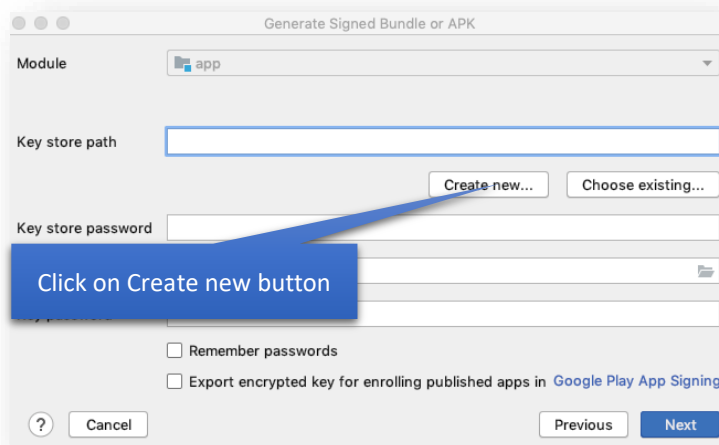 Generate Signed Bundle or APK
Module
app
Key store path
Create new...
Choose existing...
Key store password
Click on Create new button
Remember passwords
Export encrypted key for enrolling published apps in Google Play App Signing
?
Cancel
Previous
Next